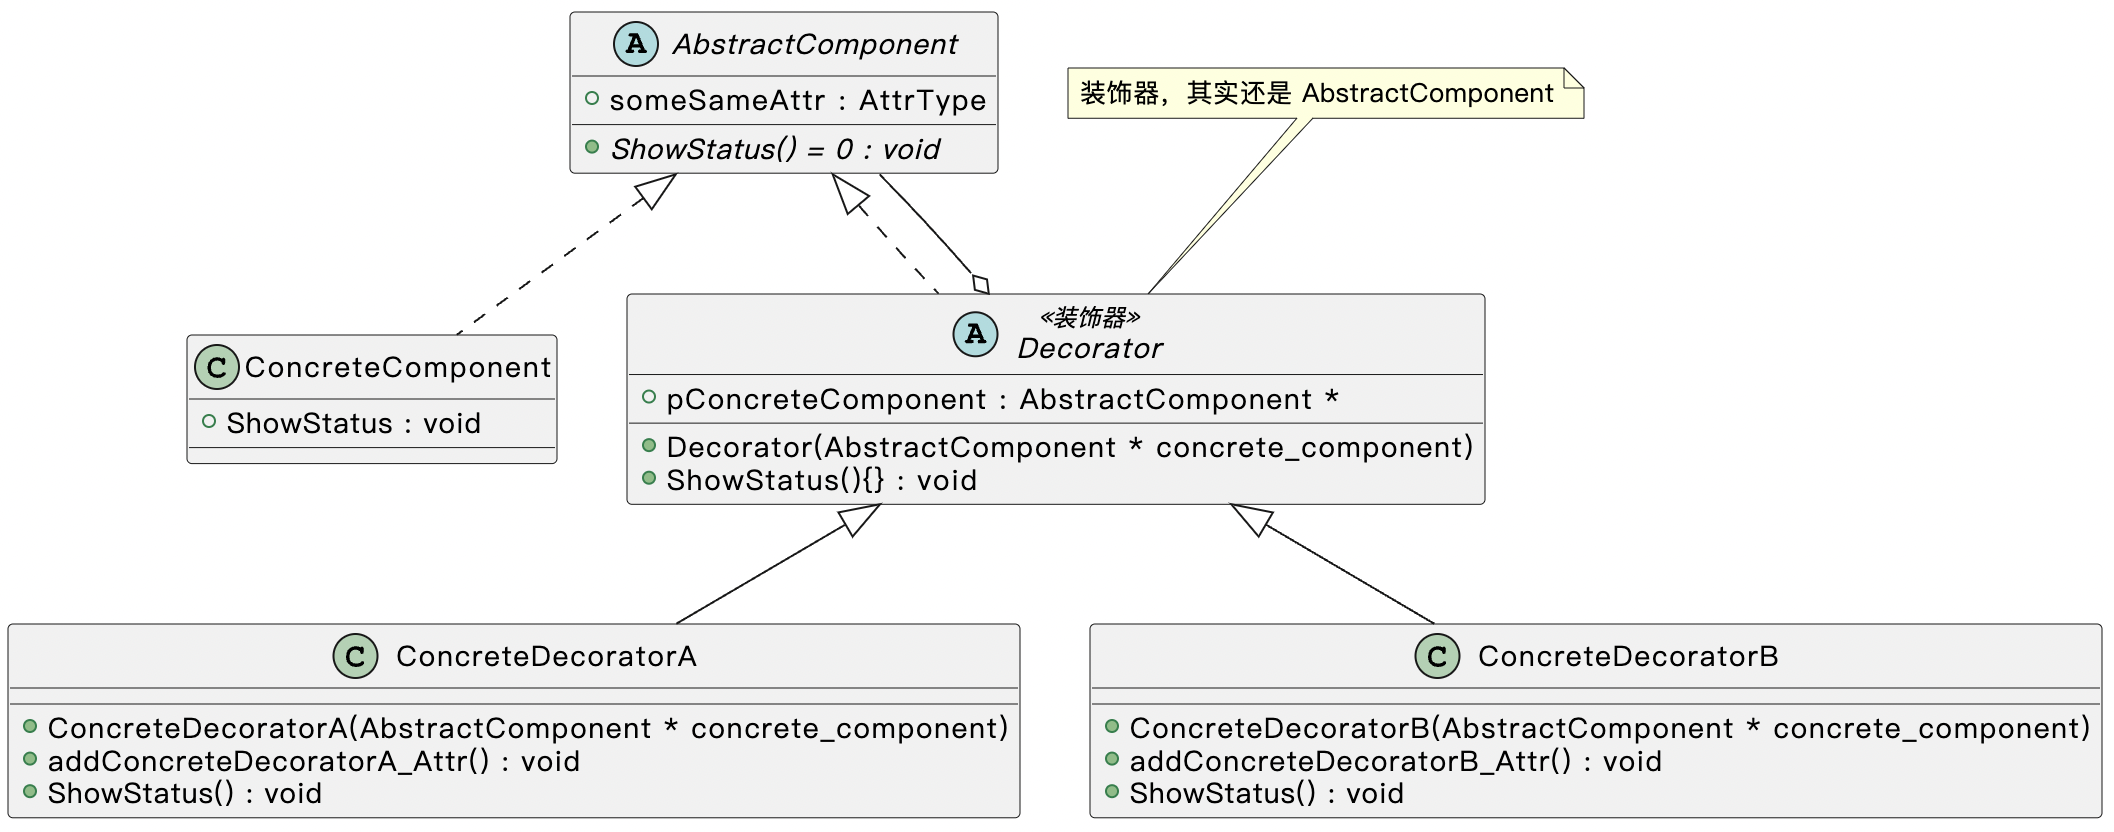 A AbstractComponent
someSameAttr : AttrType
ShowStatus() = 0 : void
装饰器，其实还是 AbstractComponent
C ConcreteComponent
ShowStatus : void
«装饰器»
A Decorator
pConcreteComponent : AbstractComponent *
Decorator(AbstractComponent * concrete_component)
ShowStatus(){} : void
C ConcreteDecoratorA
ConcreteDecoratorA(AbstractComponent * concrete_component)
addConcreteDecoratorA_Attr() : void
ShowStatus() : void
C ConcreteDecoratorB
ConcreteDecoratorB(AbstractComponent * concrete_component)
addConcreteDecoratorB_Attr() : void
ShowStatus() : void